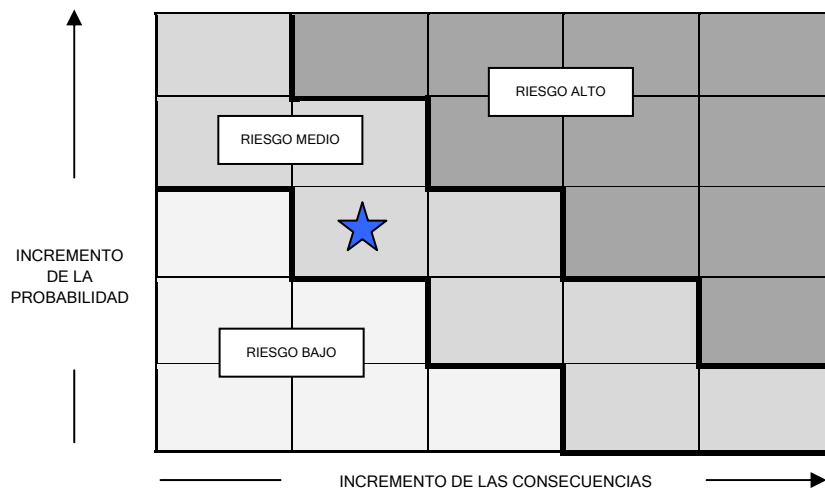 RIESGO ALTO
RIESGO MEDIO
INCREMENTO
DE LA
PROBABILIDAD
RIESGO BAJO
INCREMENTO DE LAS CONSECUENCIAS